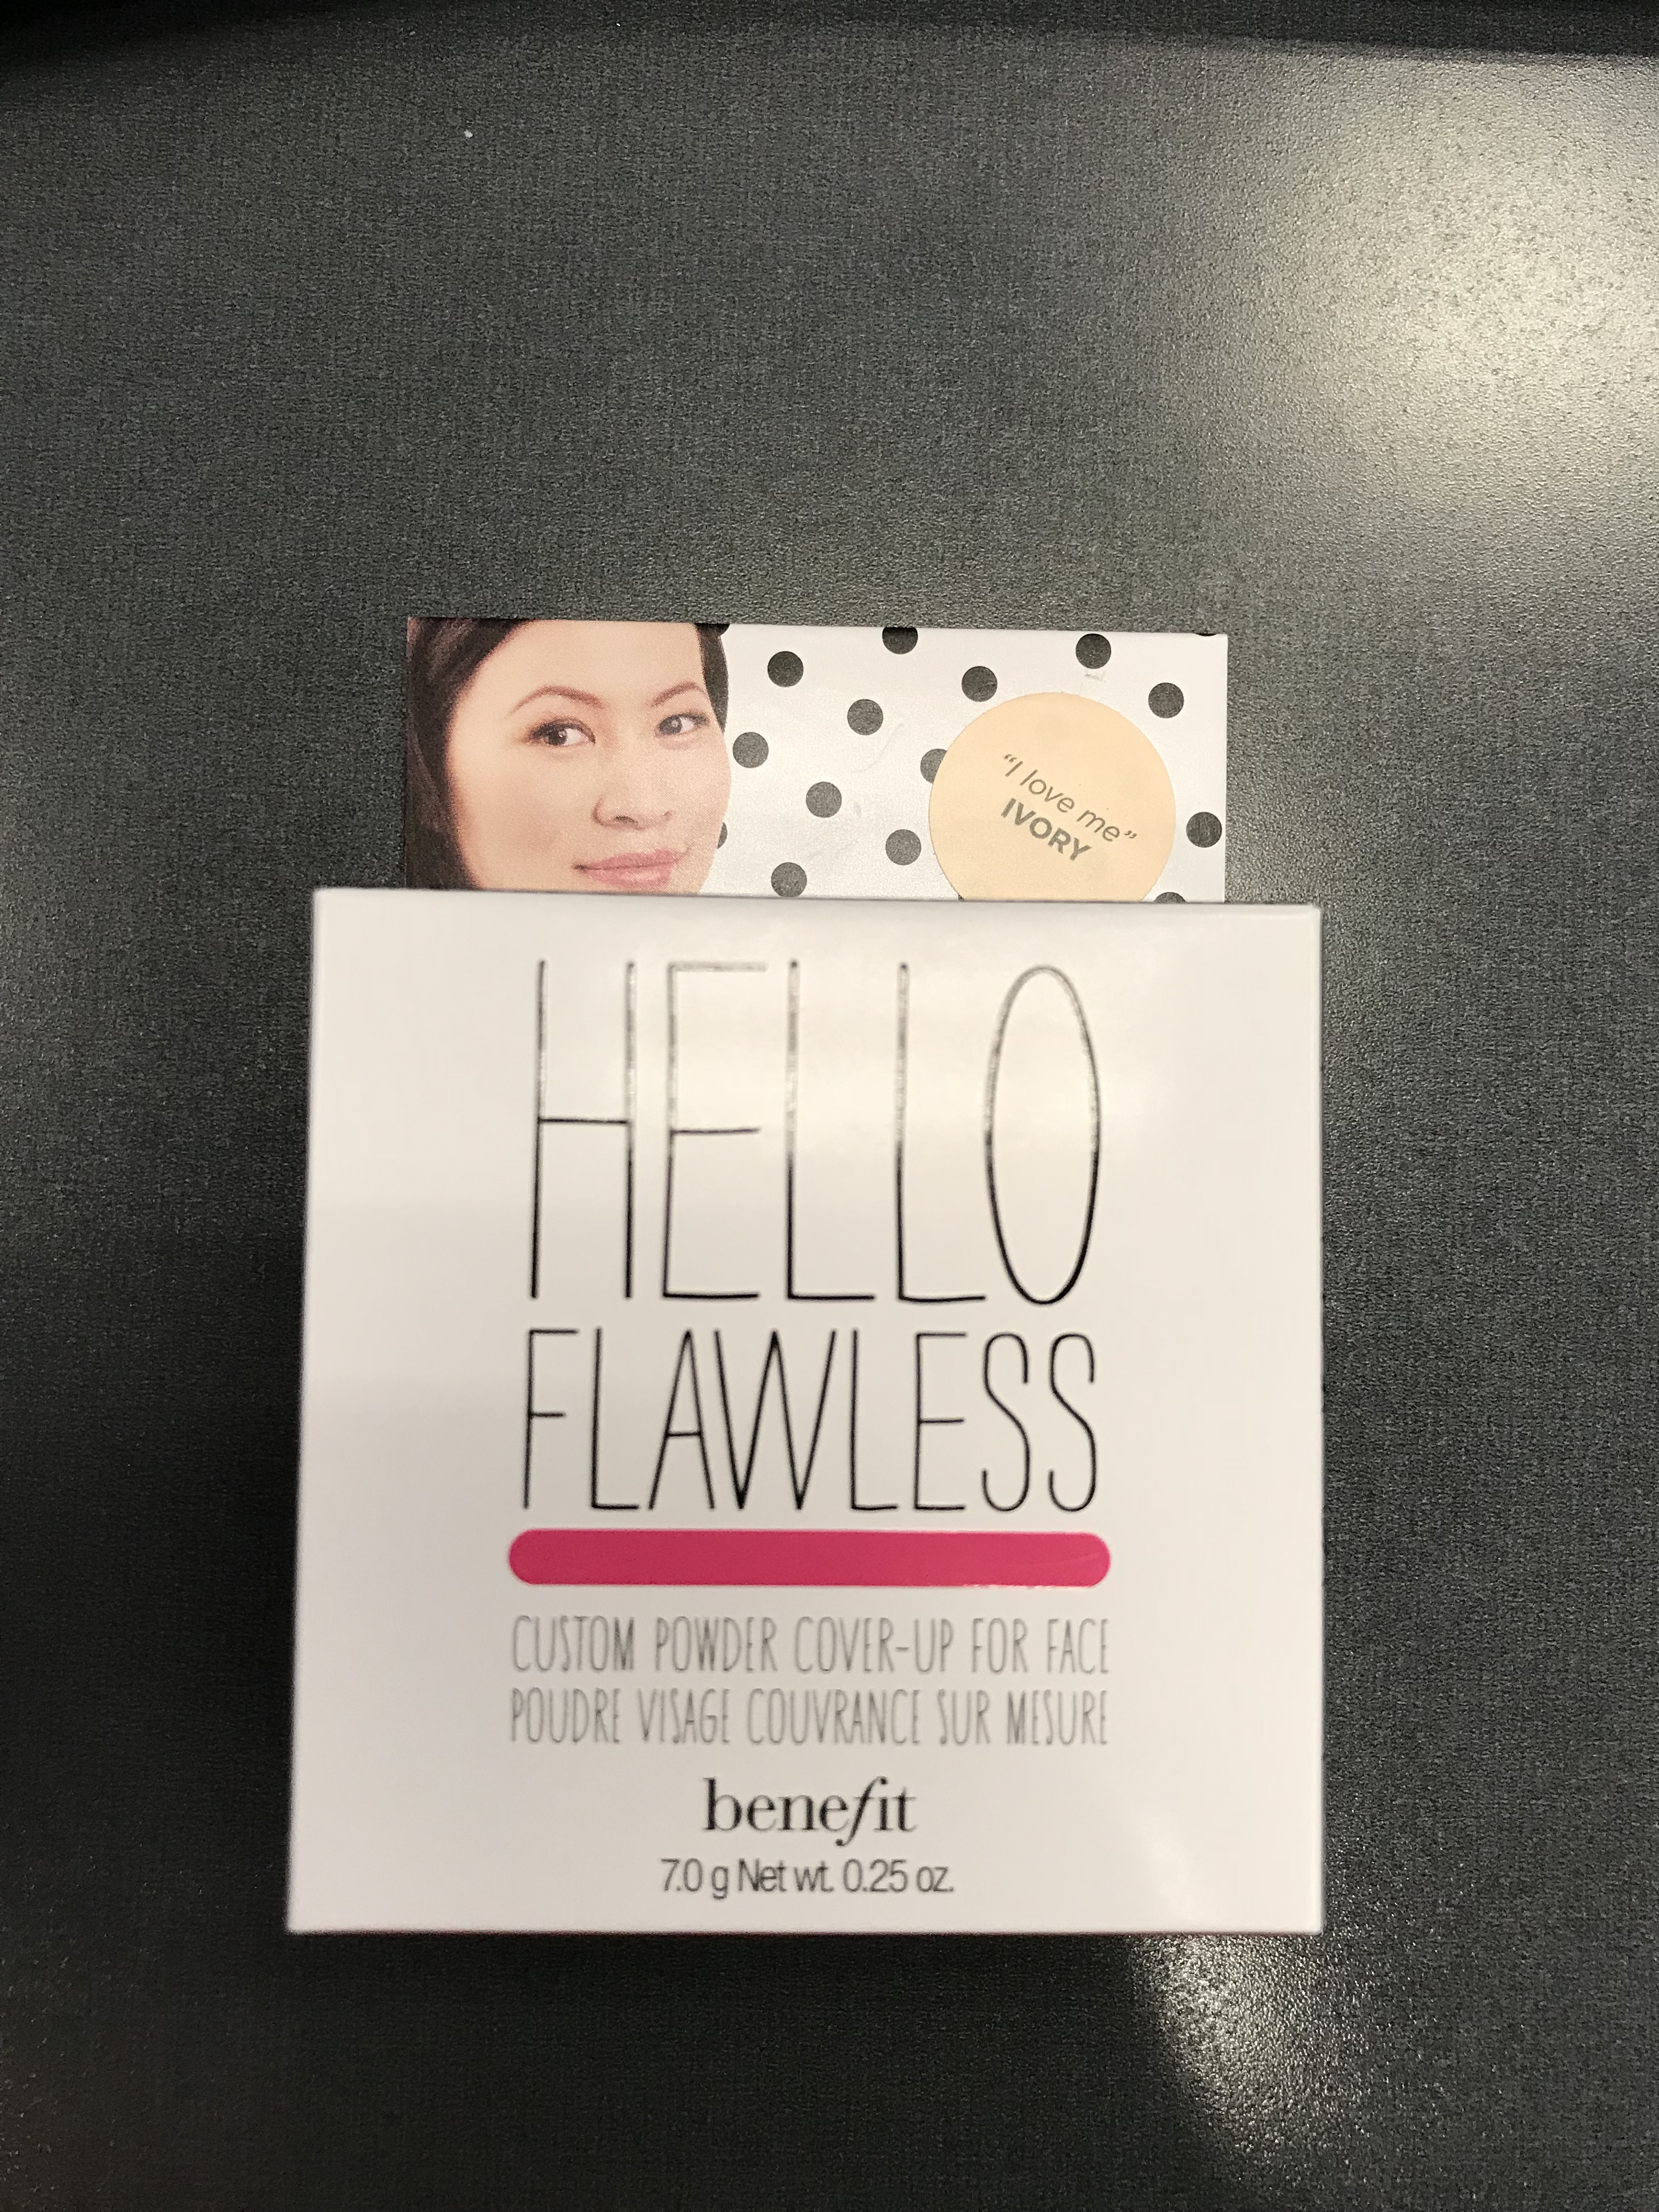 “I love me”
IVORY
HELLO
FLAWLESS
CUSTOM POWDER COVER-UP FOR FACE
POUDRE VISAGE COUVRANCE SUR MESURE
benefit
7.0 g Net wt. 0.25 oz.